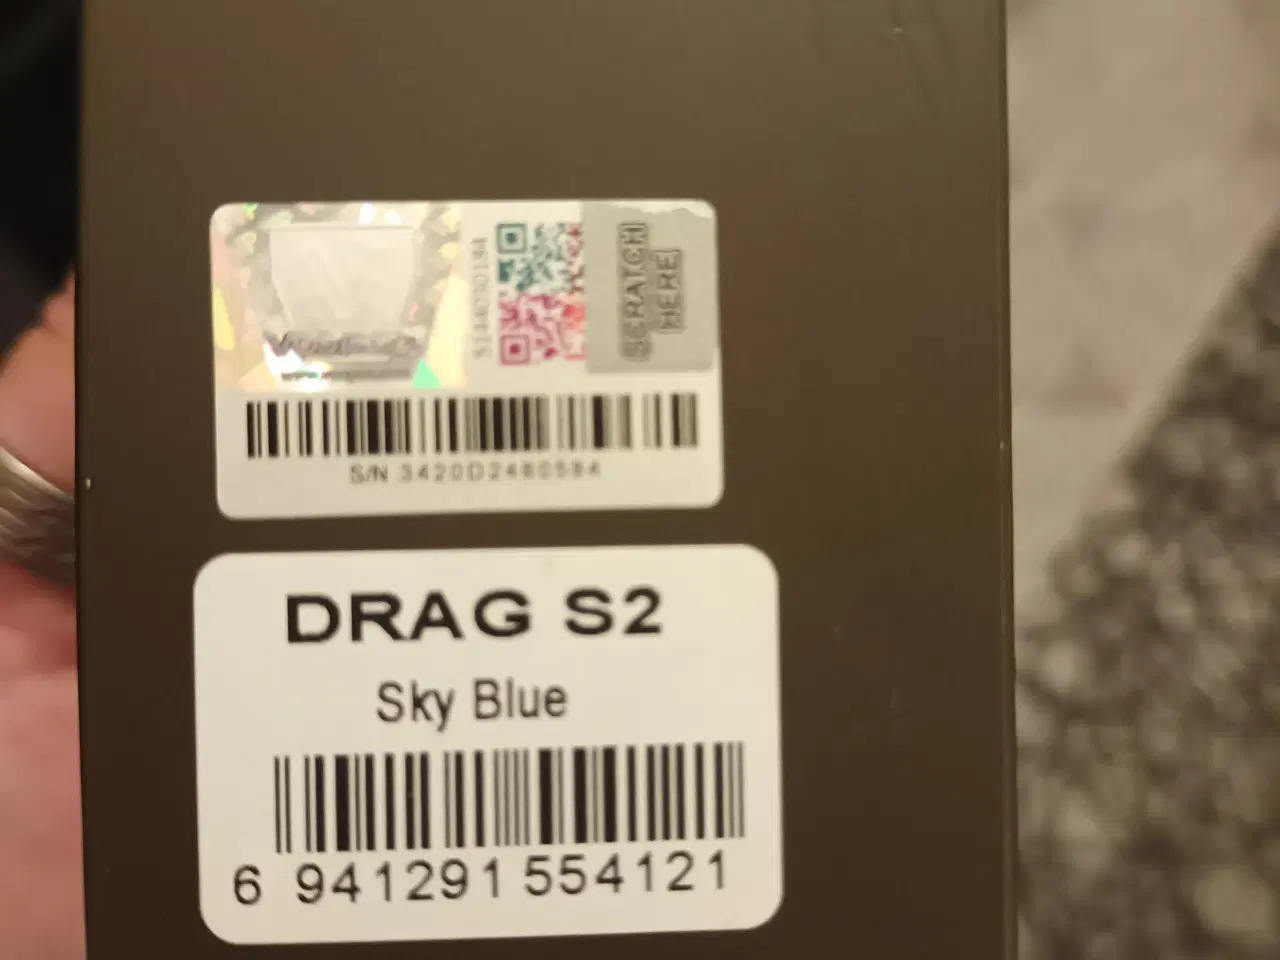 SCRATCH
HERE
S/N 3420D2480584
DRAG S2
Sky Blue
6 941291 554121